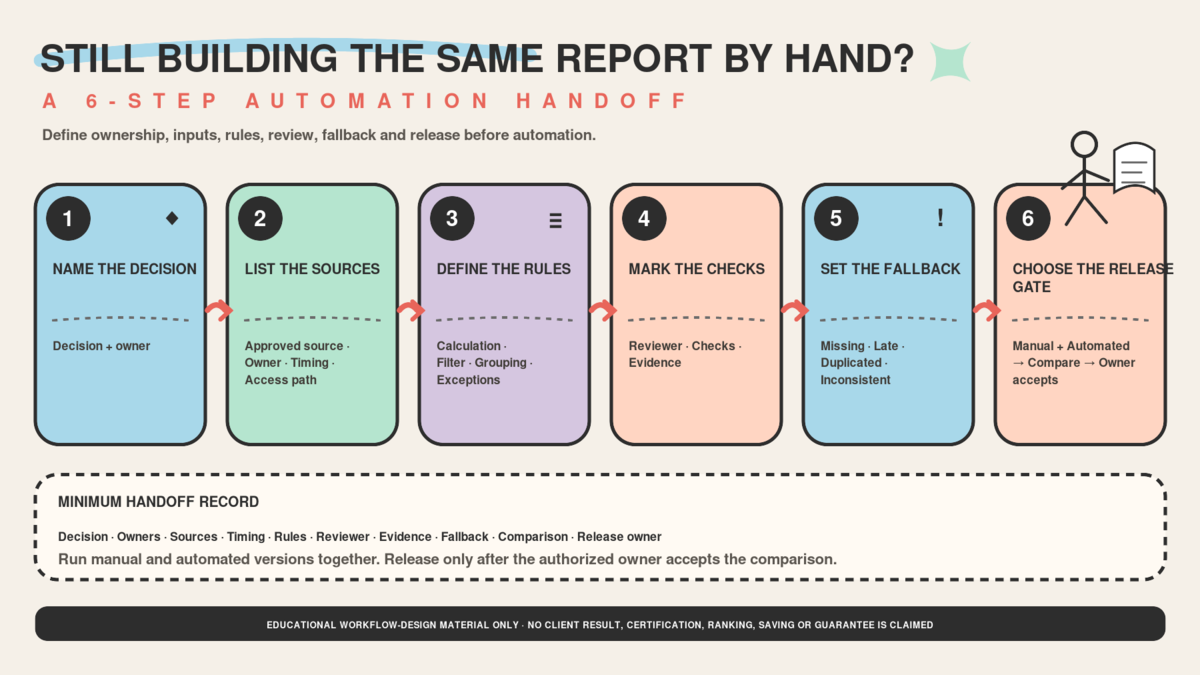 STILL BUILDING THE SAME REPORT BY HAND?
A 6-STEP AUTOMATION HANDOFF
Define ownership, inputs, rules, review, fallback and release before automation.
1
NAME THE DECISION
Decision + owner
2
LIST THE SOURCES
Approved source ·
Owner · Timing ·
Access path
3
DEFINE THE RULES
Calculation ·
Filter · Grouping ·
Exceptions
4
MARK THE CHECKS
Reviewer · Checks ·
Evidence
5
!
SET THE FALLBACK
Missing · Late ·
Duplicated ·
Inconsistent
6
CHOOSE THE RELEASE
GATE
Manual + Automated
→ Compare → Owner
accepts
MINIMUM HANDOFF RECORD
Decision · Owners · Sources · Timing · Rules · Reviewer · Evidence · Fallback · Comparison · Release owner
Run manual and automated versions together. Release only after the authorized owner accepts the comparison.
EDUCATIONAL WORKFLOW-DESIGN MATERIAL ONLY · NO CLIENT RESULT, CERTIFICATION, RANKING, SAVING OR GUARANTEE IS CLAIMED